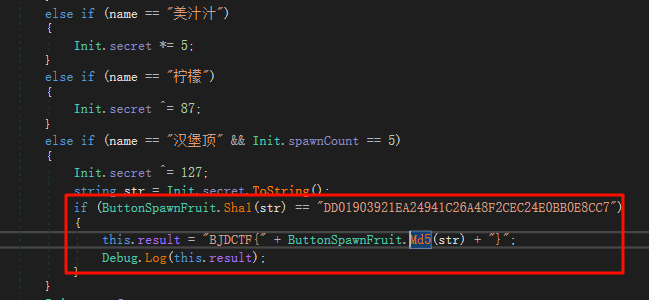 else if (name == "美汁汁")
{
Init.secret *= 5;
}
else if (name == "柠檬")
{
Init.secret ^= 87;
}
else if (name == "汉堡顶" && Init.spawnCount == 5)
{
Init.secret ^= 127;
string str = Init.secret.ToString();
if (ButtonSpawnFruit.Sha1(str) == "DD01903921EA24941C26A48F2CEC24E0BB0E8CC7")
{
this.result = "BJDCTF{" + ButtonSpawnFruit.Md5(str) + "}";
Debug.Log(this.result);
}
}